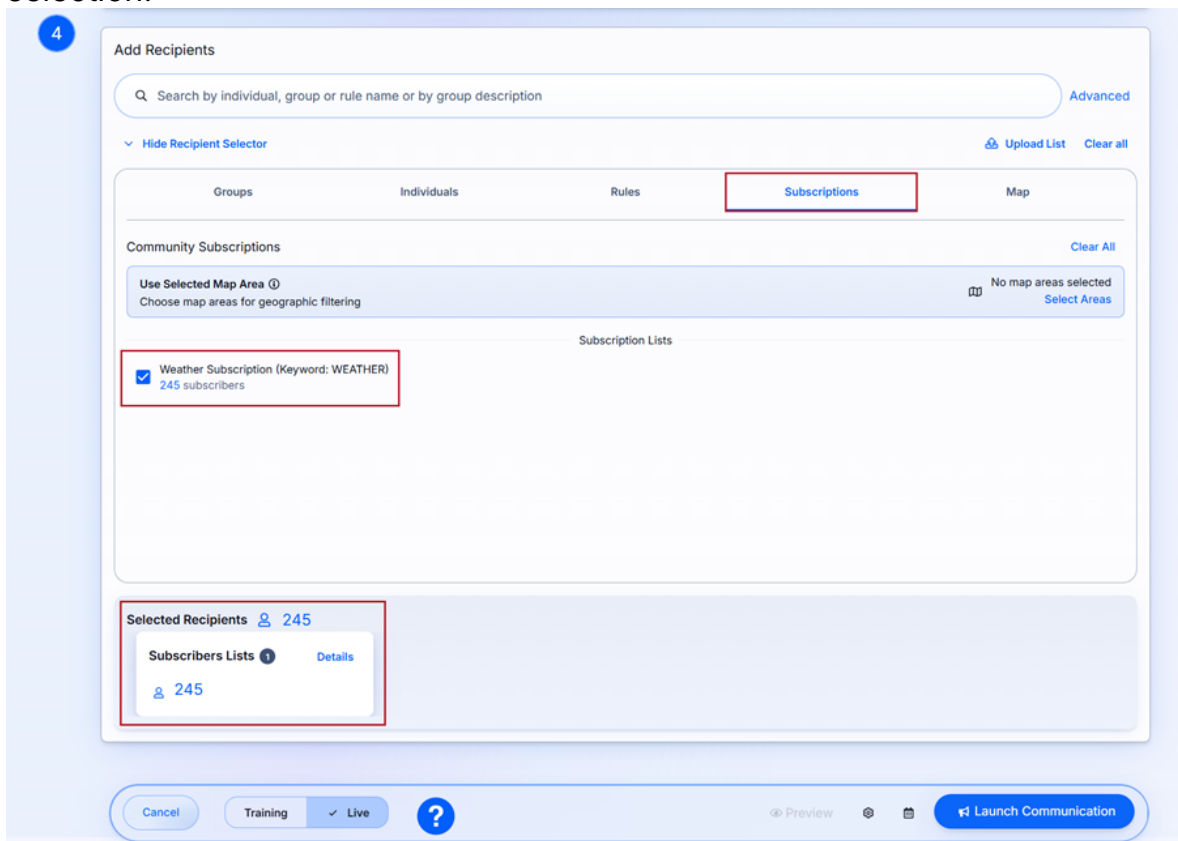 selection.
4
Add Recipients
Search by individual, group or rule name or by group description
Advanced
Hide Recipient Selector
Upload List Clear all
Groups Individuals Rules Subscriptions Map
Community Subscriptions
Clear All
Use Selected Map Area
Choose map areas for geographic filtering
No map areas selected
Select Areas
Subscription Lists
Weather Subscription (Keyword: WEATHER)
245 subscribers
Selected Recipients 245
Subscribers Lists 1 Details
245
Cancel Training Live ? Preview Launch Communication